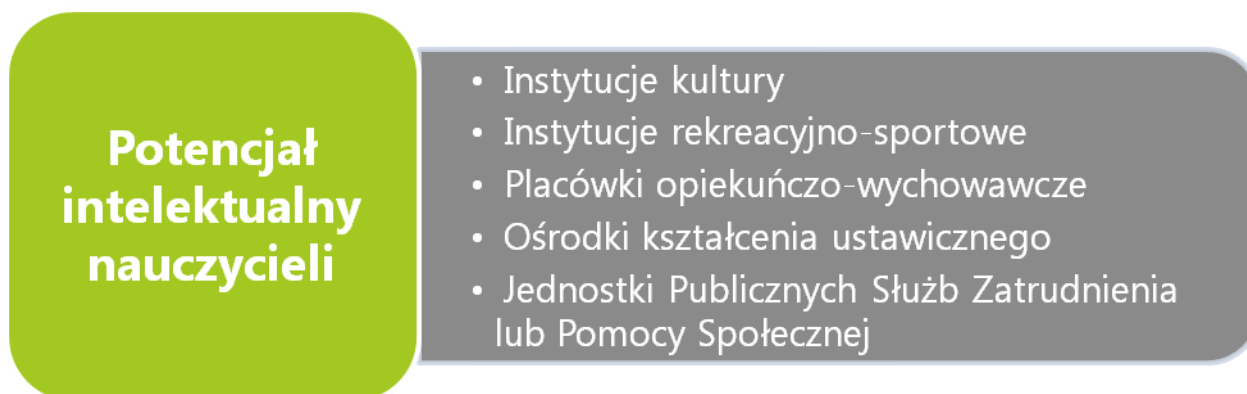 Potencjał
intelektualny
nauczycieli
• Instytucje kultury
• Instytucje rekreacyjno-sportowe
• Placówki opiekuńczo-wychowawcze
• Ośrodki kształcenia ustawicznego
• Jednostki Publicznych Służb Zatrudnienia
lub Pomocy Społecznej